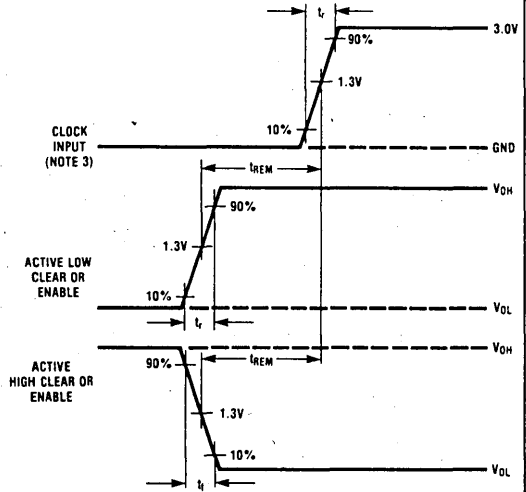 tr
90%
3.0V
1.3V
10%
CLOCK
INPUT
(NOTE 3)
GND
tREM
VOH
90%
1.3V
ACTIVE LOW
CLEAR OR
ENABLE
10%
VOL
tr
VOH
90%
tREM
ACTIVE
HIGH CLEAR OR
ENABLE
1.3V
10%
VOL
tf